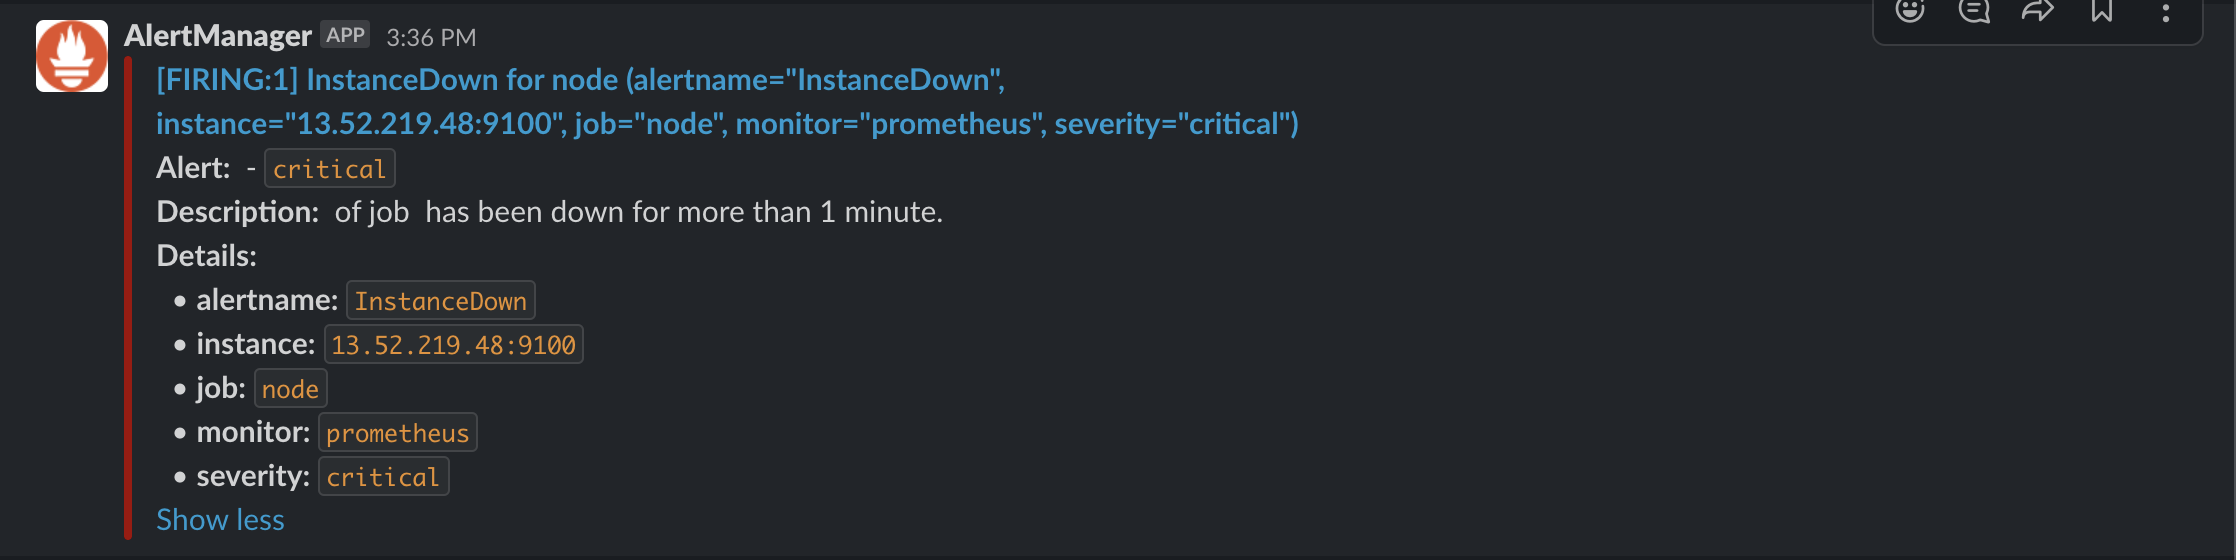 AlertManager APP 3:36 PM
[FIRING:1] InstanceDown for node (alertname="InstanceDown",
instance="13.52.219.48:9100", job="node", monitor="prometheus", severity="critical")
Alert: - critical
Description: of job has been down for more than 1 minute.
Details:
• alertname: InstanceDown
• instance: 13.52.219.48:9100
• job: node
• monitor: prometheus
• severity: critical
Show less